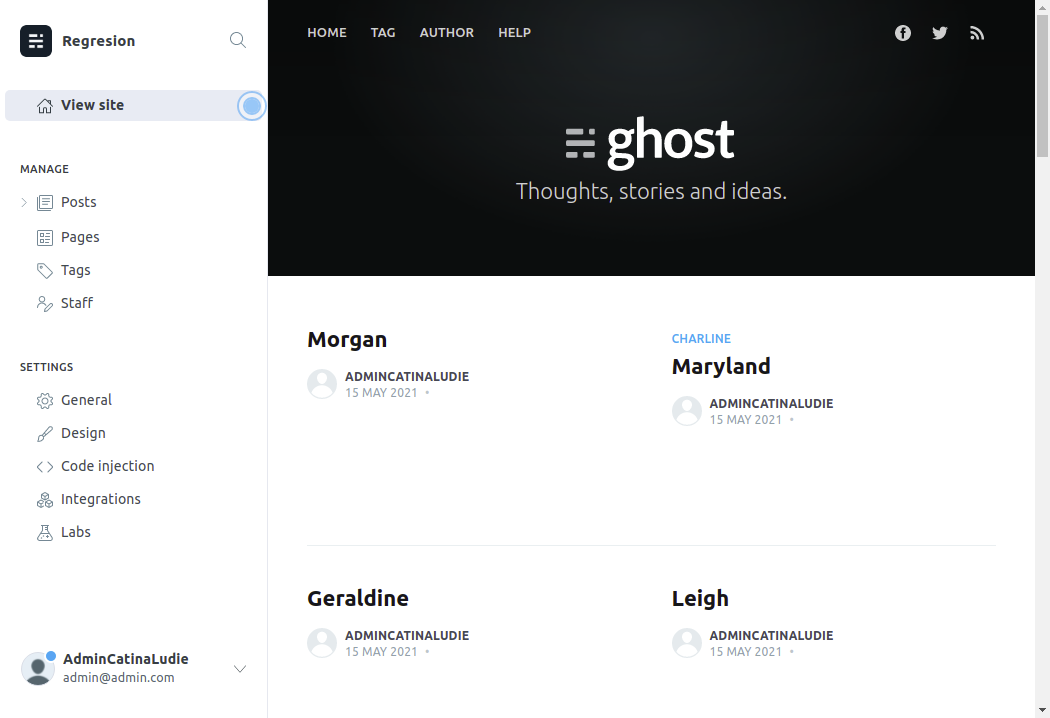 Regresion
View site
MANAGE
Posts
Pages
Tags
Staff
SETTINGS
General
Design
Code injection
Integrations
Labs
AdminCatinaLudie
admin@admin.com
HOME TAG AUTHOR HELP
ghost
Thoughts, stories and ideas.
Morgan
ADMINCATINALUDIE
15 MAY 2021 •
CHARLINE
Maryland
ADMINCATINALUDIE
15 MAY 2021 •
Geraldine
ADMINCATINALUDIE
15 MAY 2021 •
Leigh
ADMINCATINALUDIE
15 MAY 2021 •